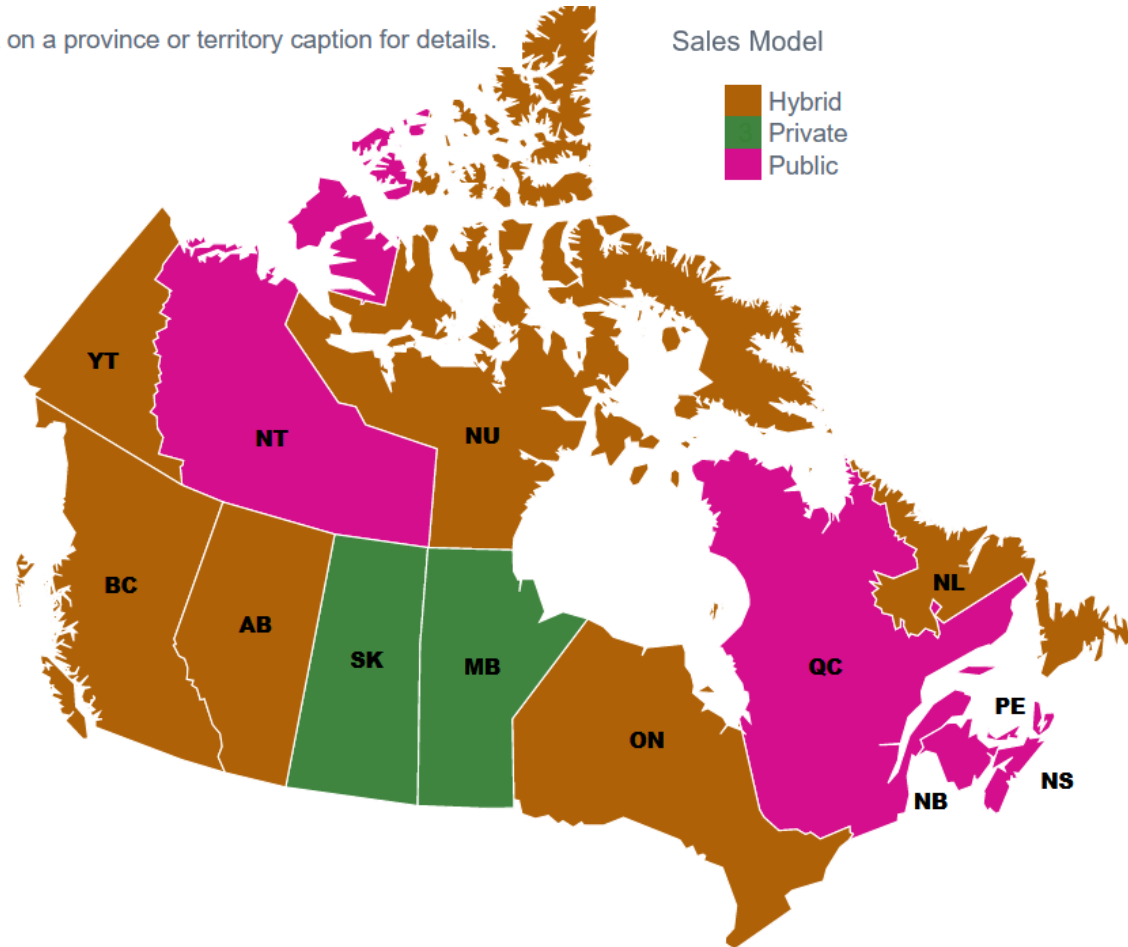 on a province or territory caption for details.
Sales Model
Hybrid
3 Private
Public
YT
NT
NU
BC
AB
SK
MB
ON
QC
NL
PE
NB
NS